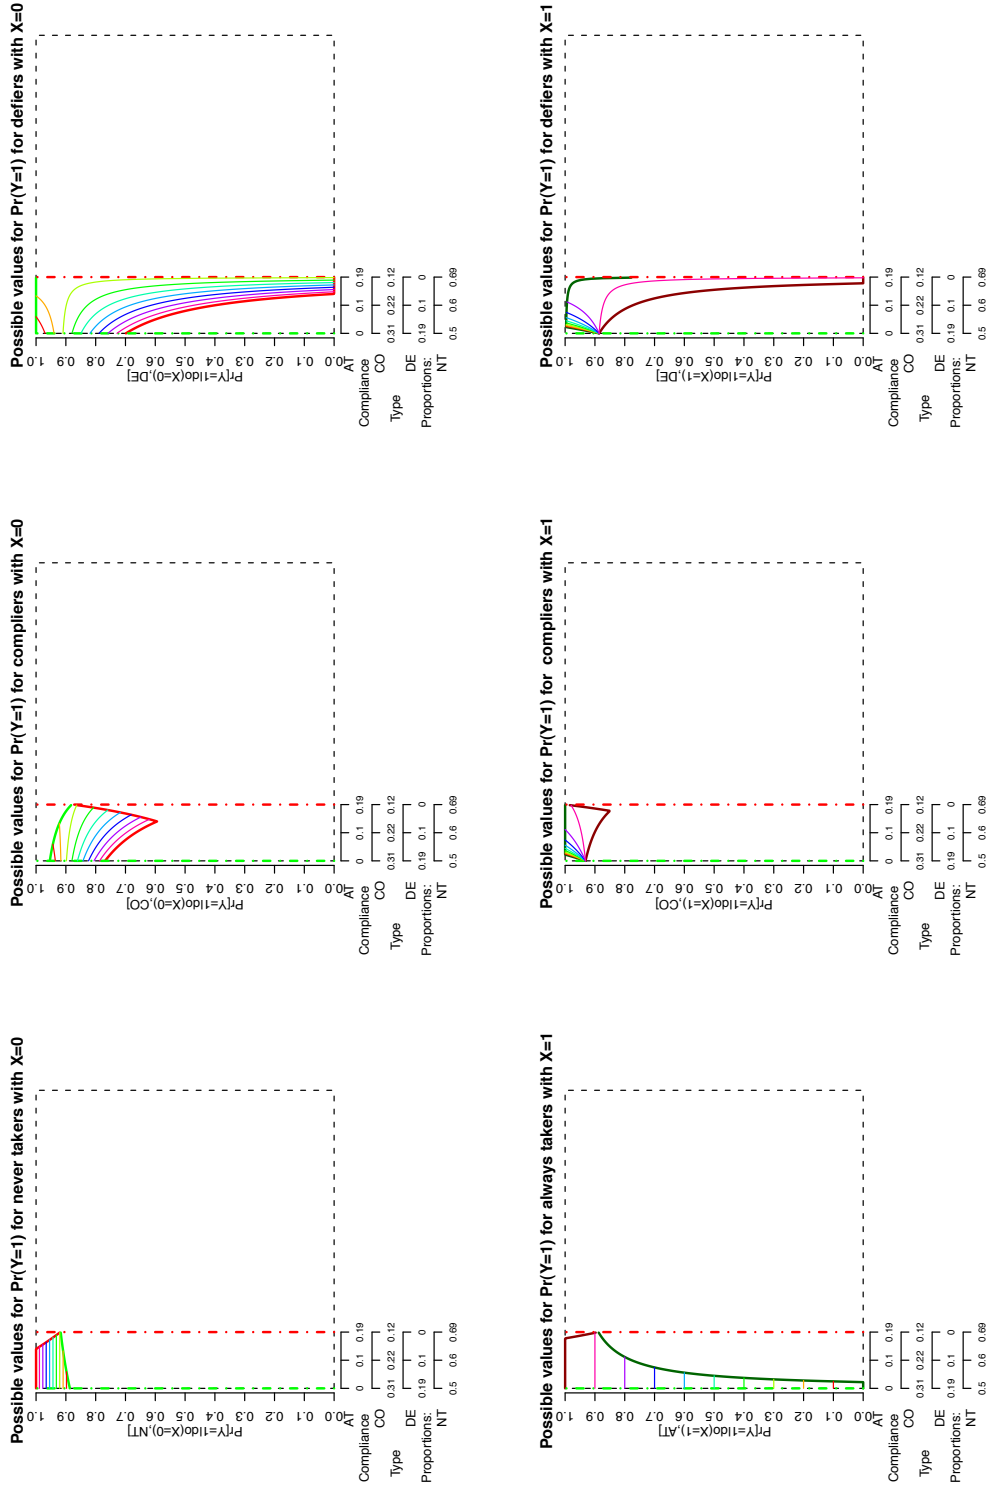 Possible values for Pr(Y=1) for never takers with X=0
Pr[Y=1|do(X=0),NT]
1.0
0.9
0.8
0.7
0.6
0.5
0.4
0.3
0.2
0.1
0.0
AT 0 0.1 0.19
Compliance
CO 0.31 0.22 0.12
Type
DE 0.19 0.1 0
Proportions:
NT 0.5 0.6 0.69
Possible values for Pr(Y=1) for compliers with X=0
Pr[Y=1|do(X=0),CO]
1.0
0.9
0.8
0.7
0.6
0.5
0.4
0.3
0.2
0.1
0.0
AT 0 0.1 0.19
Compliance
CO 0.31 0.22 0.12
Type
DE 0.19 0.1 0
Proportions:
NT 0.5 0.6 0.69
Possible values for Pr(Y=1) for defiers with X=0
Pr[Y=1|do(X=0),DE]
1.0
0.9
0.8
0.7
0.6
0.5
0.4
0.3
0.2
0.1
0.0
AT 0 0.1 0.19
Compliance
CO 0.31 0.22 0.12
Type
DE 0.19 0.1 0
Proportions:
NT 0.5 0.6 0.69
Possible values for Pr(Y=1) for always takers with X=1
Pr[Y=1|do(X=1),AT]
1.0
0.9
0.8
0.7
0.6
0.5
0.4
0.3
0.2
0.1
0.0
AT 0 0.1 0.19
Compliance
CO 0.31 0.22 0.12
Type
DE 0.19 0.1 0
Proportions:
NT 0.5 0.6 0.69
Possible values for Pr(Y=1) for compliers with X=1
Pr[Y=1|do(X=1),CO]
1.0
0.9
0.8
0.7
0.6
0.5
0.4
0.3
0.2
0.1
0.0
AT 0 0.1 0.19
Compliance
CO 0.31 0.22 0.12
Type
DE 0.19 0.1 0
Proportions:
NT 0.5 0.6 0.69
Possible values for Pr(Y=1) for defiers with X=1
Pr[Y=1|do(X=1),DE]
1.0
0.9
0.8
0.7
0.6
0.5
0.4
0.3
0.2
0.1
0.0
AT 0 0.1 0.19
Compliance
CO 0.31 0.22 0.12
Type
DE 0.19 0.1 0
Proportions:
NT 0.5 0.6 0.69